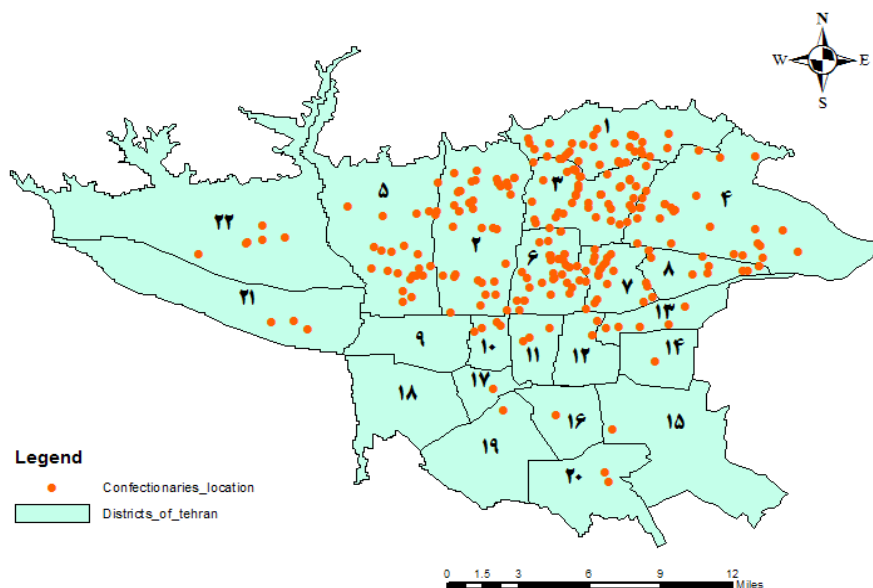 N
W E
S
۱
۵
۳
۴
۲۲
۲
۶
۸
۷
۲۱
۱۳
۹
۱۰
۱۱
۱۲
۱۴
۱۷
۱۸
۱۶
۱۵
۱۹
۲۰
Legend
Confectionaries_location
Districts_of_tehran
0 1.5 3 6 9 12
Miles